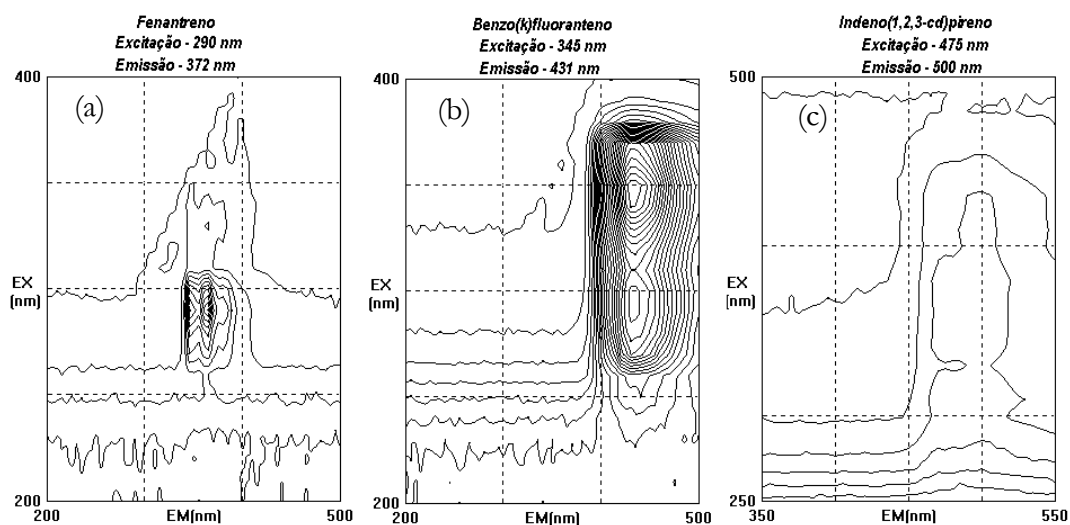 Fenantreno
Excitação - 290 nm
Emissão - 372 nm
400
(a)
EX
(nm)
200
200
EM(nm)
500
Benzo(k)fluoranteno
Excitação - 345 nm
Emissão - 431 nm
400
(b)
EX
(nm)
200
200
EM(nm)
500
Indeno(1,2,3-cd)pireno
Excitação - 475 nm
Emissão - 500 nm
500
(c)
EX
(nm)
250
350
EM(nm)
550